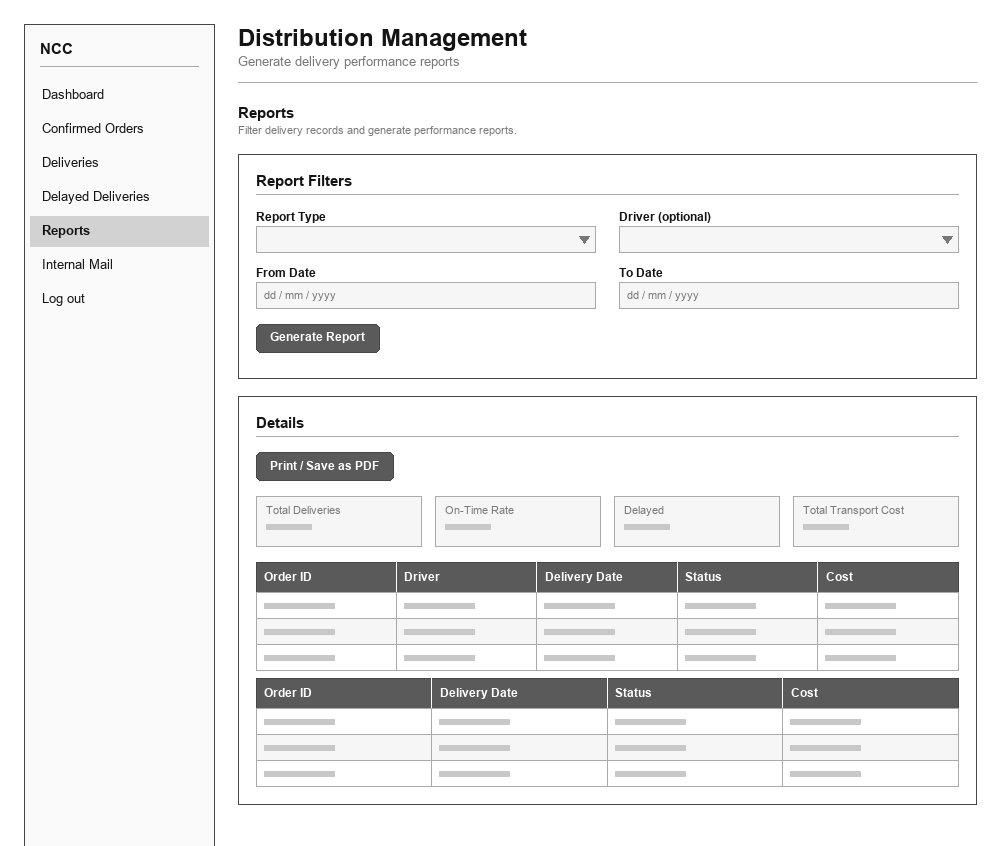 NCC
Dashboard
Confirmed Orders
Deliveries
Delayed Deliveries
Reports
Internal Mail
Log out
Distribution Management
Generate delivery performance reports
Reports
Filter delivery records and generate performance reports.
Report Filters
Report Type
Driver (optional)
From Date
To Date
dd / mm / yyyy
dd / mm / yyyy
Generate Report
Details
Print / Save as PDF
Total Deliveries
On-Time Rate
Delayed
Total Transport Cost
Order ID Driver Delivery Date Status Cost
Order ID Delivery Date Status Cost